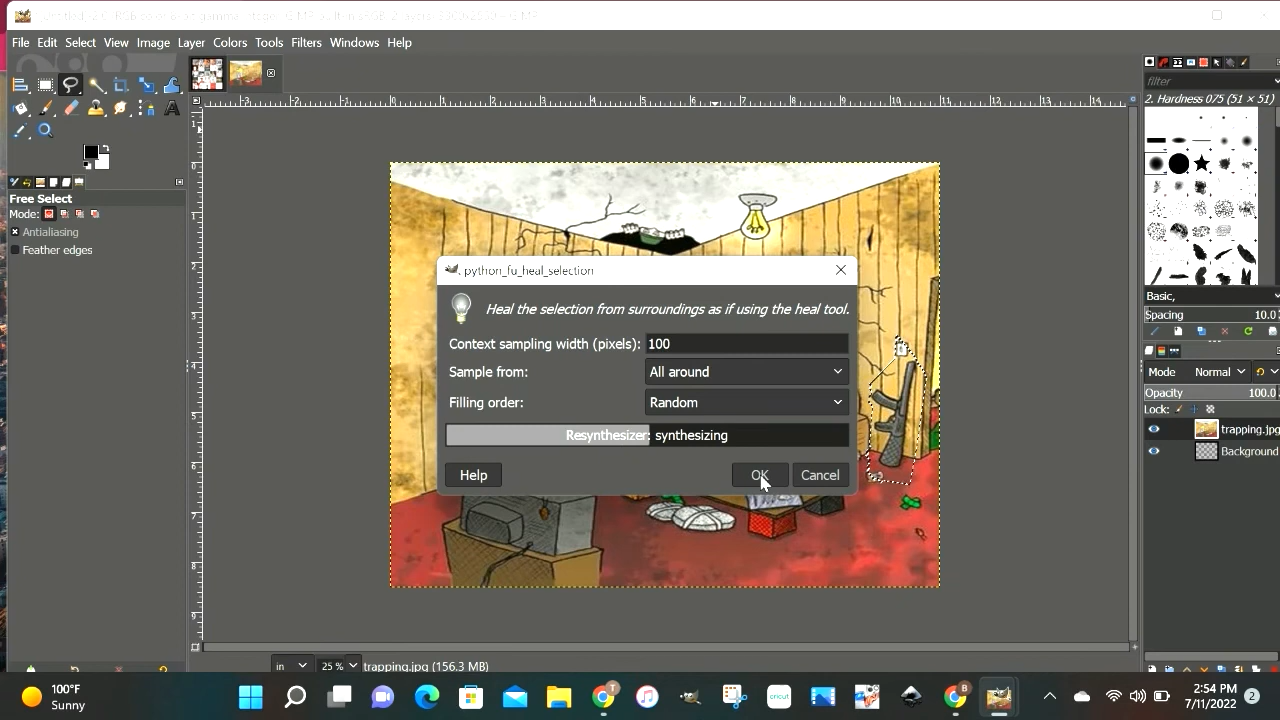 File Edit Select View Image Layer Colors Tools Filters Windows Help
filter
2. Hardness 075 (51 × 51)
Free Select
Mode:
Antialiasing
Feather edges
python_fu_heal_selection
Heal the selection from surroundings as if using the heal tool.
Context sampling width (pixels): 100
Sample from: All around
Filling order: Random
Resynthesizer: synthesizing
Help OK Cancel
Basic,
Spacing 10.0
Mode Normal
Opacity 100.0
Lock:
trapping.jpg
Background
in 25 % trapping.jpg (156.3 MB)
100°F
Sunny
2:54 PM
7/11/2022
2